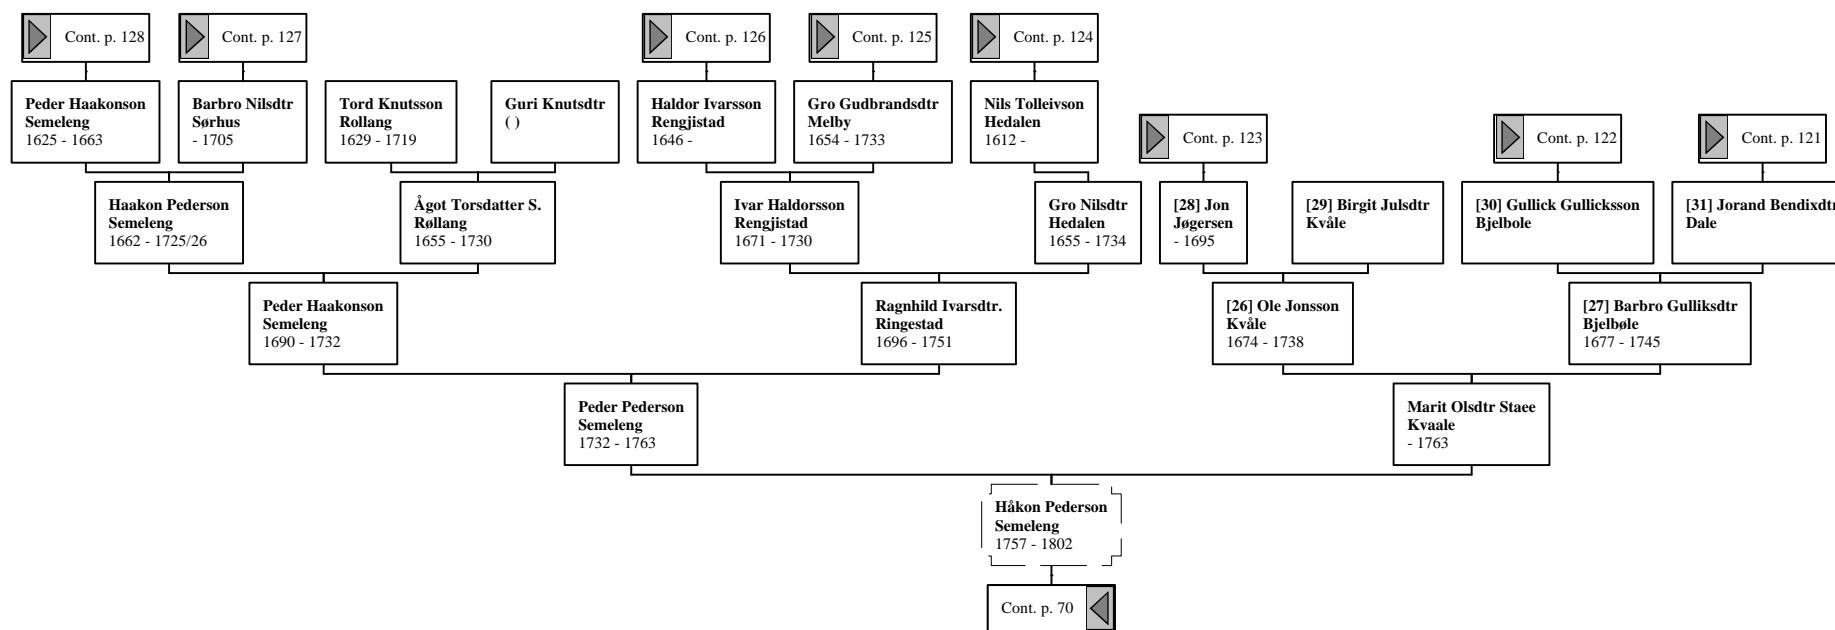 Cont. p. 128
Cont. p. 127
Cont. p. 126
Cont. p. 125
Cont. p. 124
Peder Haakonson
Semeleng
1625 - 1663
Barbro Nilsdtr
Sørhus
- 1705
Tord Knutsson
Rollang
1629 - 1719
Guri Knutsdtr
( )
Haldor Ivarsson
Rengjistad
1646 -
Gro Gudbrandsdtr
Melby
1654 - 1733
Nils Tolleivson
Hedalen
1612 -
Cont. p. 123
Cont. p. 122
Cont. p. 121
Haakon Pederson
Semeleng
1662 - 1725/26
Ågot Torsdatter S.
Røllang
1655 - 1730
Ivar Haldorsson
Rengjistad
1671 - 1730
Gro Nilsdtr
Hedalen
1655 - 1734
[28] Jon
Jøgersen
- 1695
[29] Birgit Julsdtr
Kvåle
[30] Gullick Gullicksson
Bjelbole
[31] Jorand Bendixdtr
Dale
Peder Haakonson
Semeleng
1690 - 1732
Ragnhild Ivarsdtr.
Ringestad
1696 - 1751
[26] Ole Jonsson
Kvåle
1674 - 1738
[27] Barbro Gulliksdtr
Bjelbøle
1677 - 1745
Peder Pederson
Semeleng
1732 - 1763
Marit Olsdtr Staee
Kvaale
- 1763
Håkon Pederson
Semeleng
1757 - 1802
Cont. p. 70